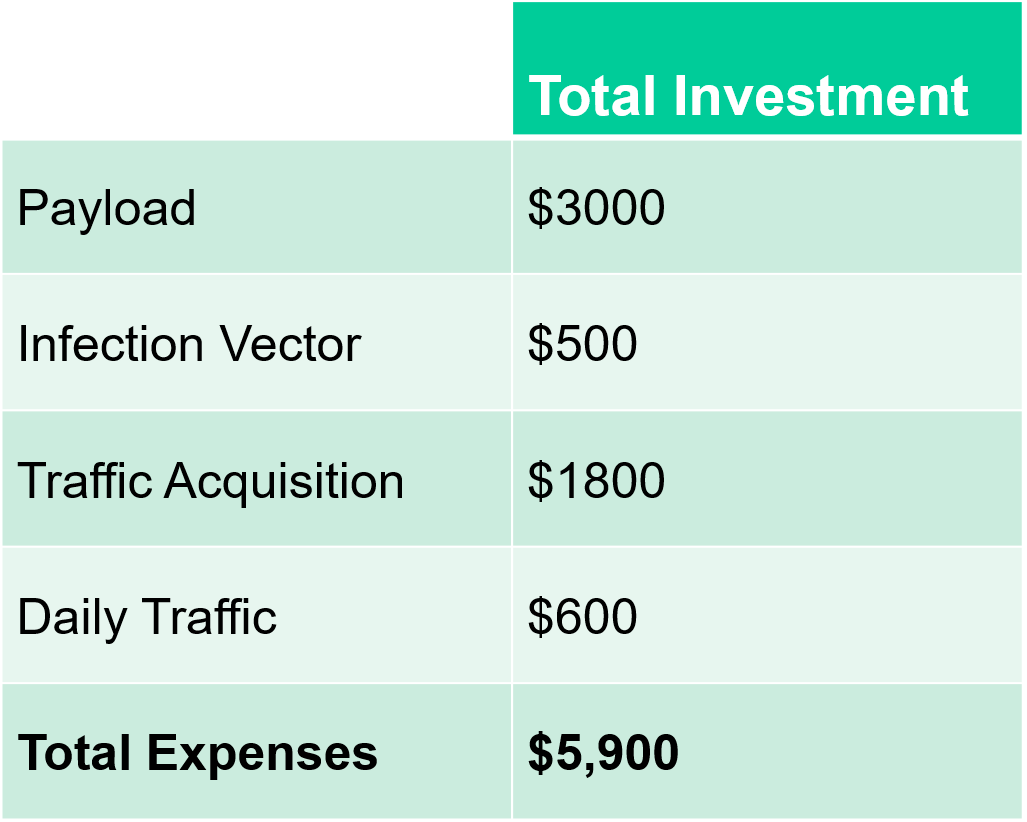 Total Investment
Payload $3000
Infection Vector $500
Traffic Acquisition $1800
Daily Traffic $600
Total Expenses $5,900